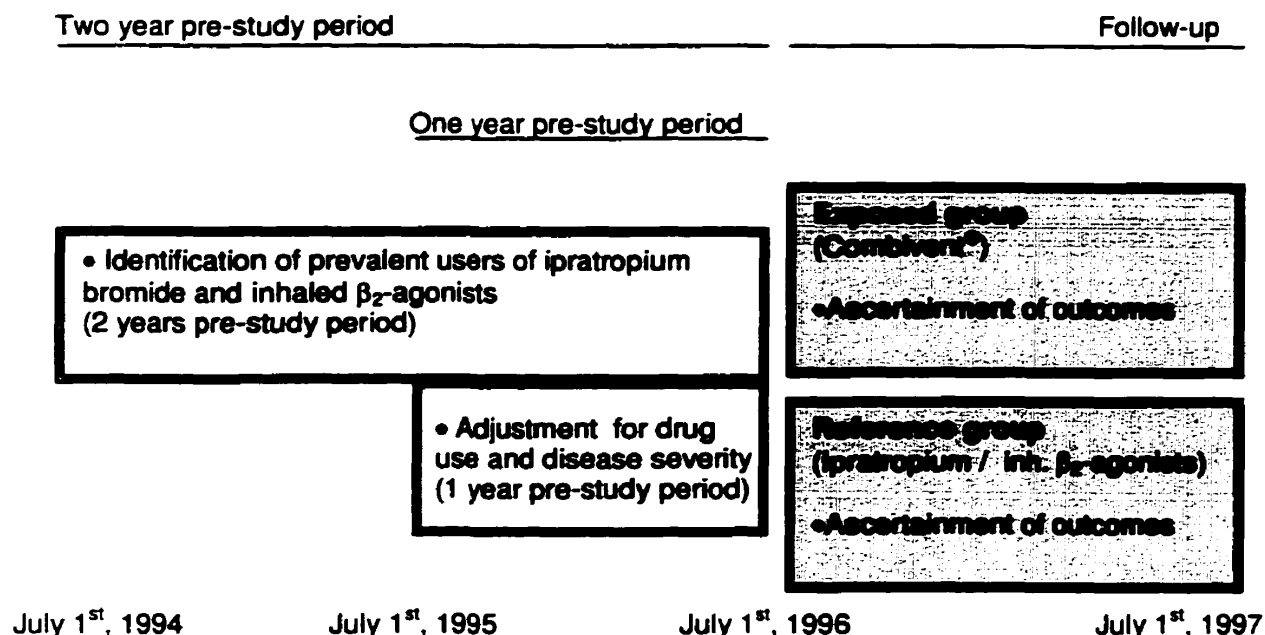 Two year pre-study period
Follow-up
One year pre-study period
• Identification of prevalent users of ipratropium
bromide and inhaled β₂-agonists
(2 years pre-study period)
• Adjustment for drug
use and disease severity
(1 year pre-study period)
Exposed group
(Combivent®)
•Ascertainment of outcomes
Reference group
(Ipratropium / inh. β₂-agonists)
•Ascertainment of outcomes
July 1st, 1994
July 1st, 1995
July 1st, 1996
July 1st, 1997